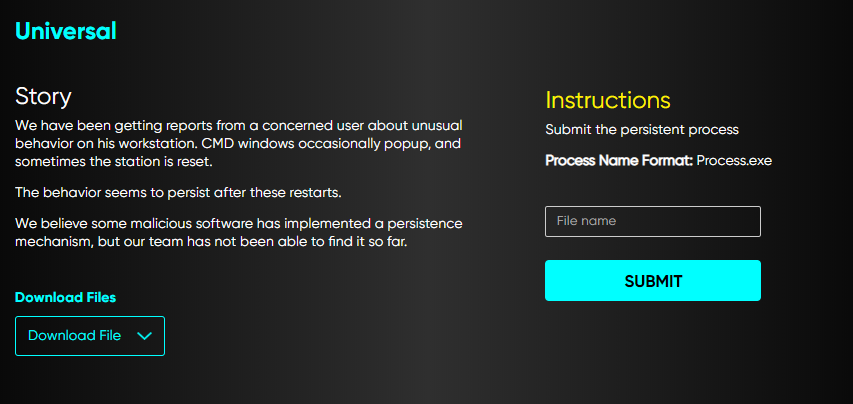 Universal
Story
We have been getting reports from a concerned user about unusual
behavior on his workstation. CMD windows occasionally popup, and
sometimes the station is reset.
The behavior seems to persist after these restarts.
We believe some malicious software has implemented a persistence
mechanism, but our team has not been able to find it so far.
Download Files
Download File
Instructions
Submit the persistent process
Process Name Format: Process.exe
File name
SUBMIT